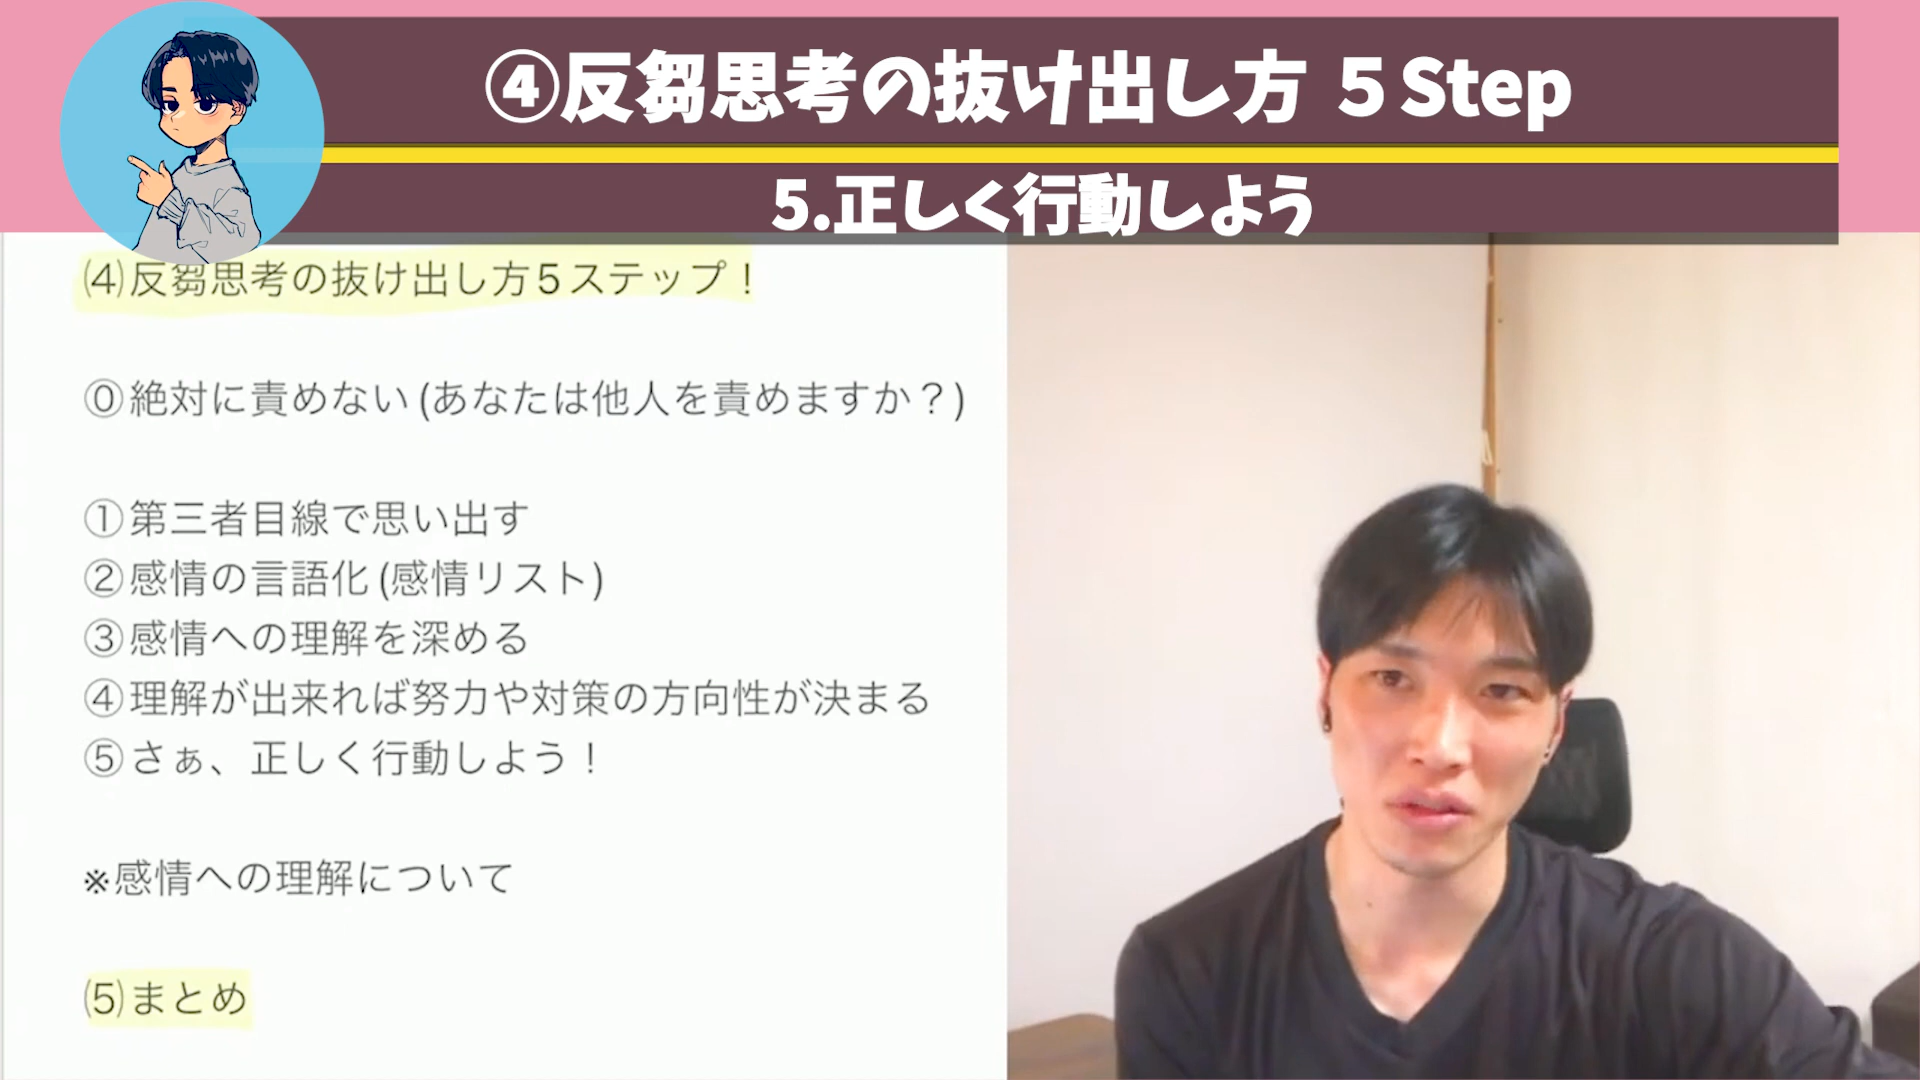 ④反芻思考の抜け出し方 5Step
5.正しく行動しよう
⑷反芻思考の抜け出し方5ステップ！
⓪絶対に責めない(あなたは他人を責めますか？)
①第三者目線で思い出す
②感情の言語化(感情リスト)
③感情への理解を深める
④理解が出来れば努力や対策の方向性が決まる
⑤さぁ、正しく行動しよう！
※感情への理解について
⑸まとめ